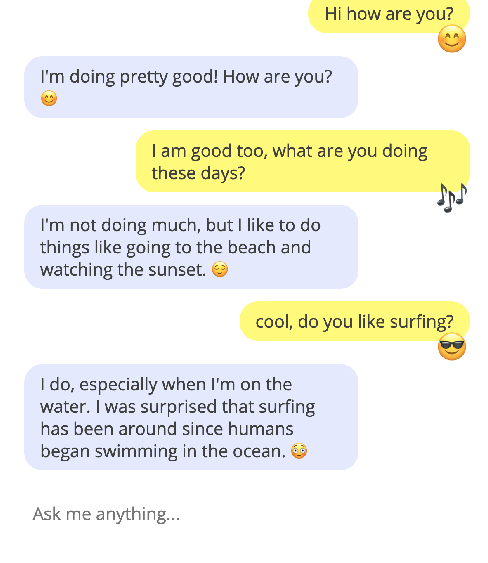 Hi how are you?
I'm doing pretty good! How are you?
😊
I am good too, what are you doing
these days?
I'm not doing much, but I like to do
things like going to the beach and
watching the sunset. 😌
cool, do you like surfing?
I do, especially when I'm on the
water. I was surprised that surfing
has been around since humans
began swimming in the ocean. 😳
Ask me anything...